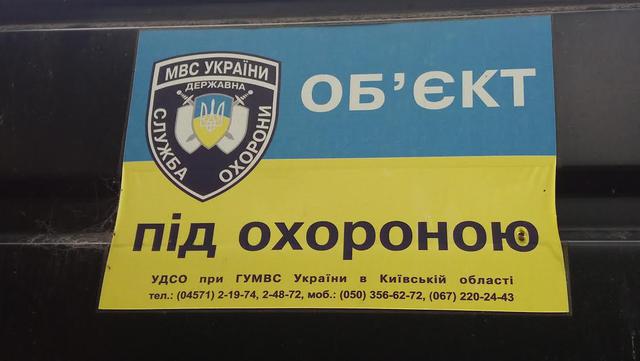 МВС УКРАЇНИ
ДЕРЖАВНА
СЛУЖБА
ОХОРОНИ
ОБ’ЄКТ
під охороною
УДСО при ГУМВС України в Київській області
тел.: (04571) 2-19-74, 2-48-72, моб.: (050) 356-62-72, (067) 220-24-43